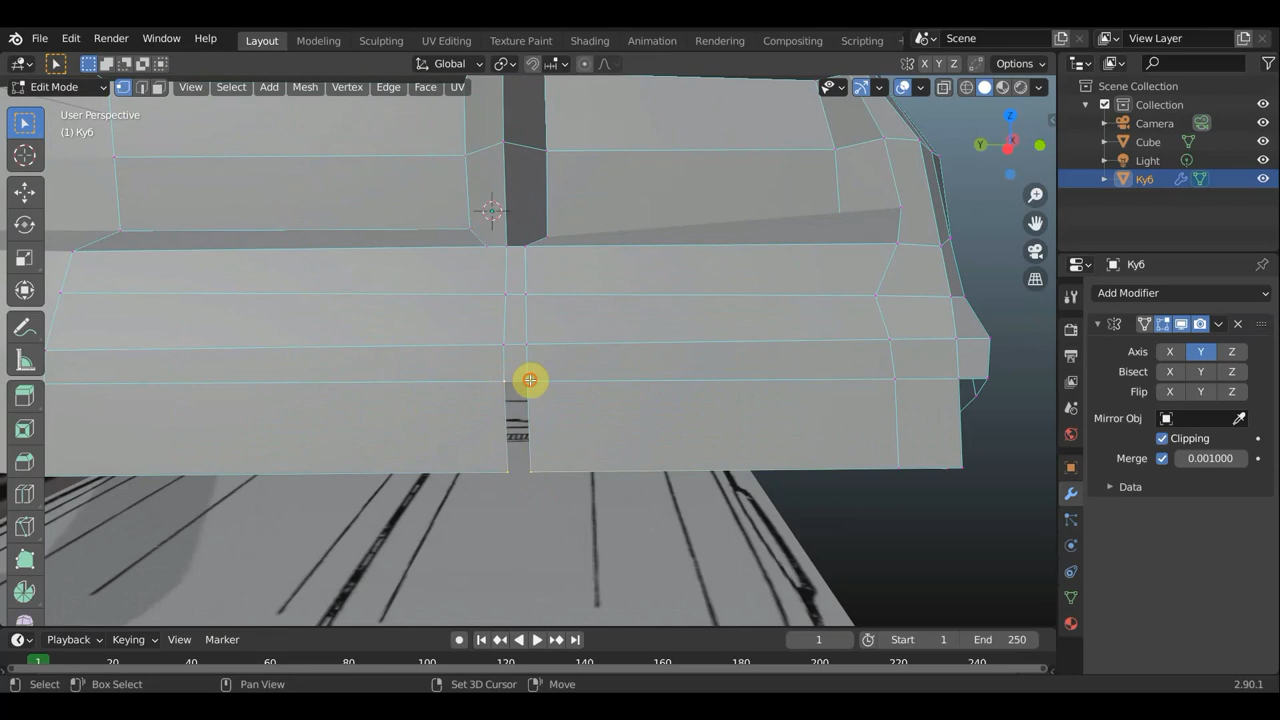 File Edit Render Window Help Layout Modeling Sculpting UV Editing Texture Paint Shading Animation Rendering Compositing Scripting Scene View Layer
Global Options
Edit Mode View Select Add Mesh Vertex Edge Face UV
User Perspective
(1) Куб
Z
Y
X
X Y Z
Scene Collection
Collection
Camera
Cube
Light
Куб
Куб
Add Modifier
Axis X Y Z
Bisect X Y Z
Flip X Y Z
Mirror Obj
Clipping
Merge 0.001000
Data
Playback Keying View Marker 1 Start 1 End 250
1 20 40 60 80 100 120 140 160 180 200 220 240
Select Box Select Pan View Set 3D Cursor Move 2.90.1